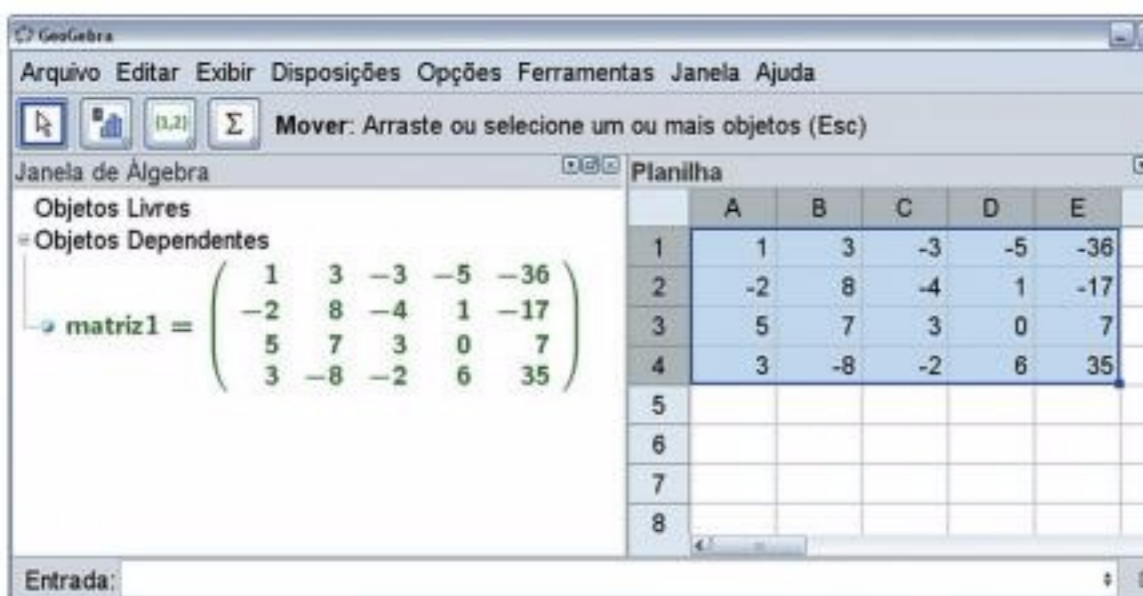 GeoGebra
Arquivo Editar Exibir Disposições Opções Ferramentas Janela Ajuda
{1,2} Σ Mover: Arraste ou selecione um ou mais objetos (Esc)
Janela de Álgebra
Objetos Livres
Objetos Dependentes
matriz1 =
1 3 −3 −5 −36
−2 8 −4 1 −17
5 7 3 0 7
3 −8 −2 6 35
Planilha
A B C D E
1 1 3 -3 -5 -36
2 -2 8 -4 1 -17
3 5 7 3 0 7
4 3 -8 -2 6 35
5
6
7
8
Entrada: